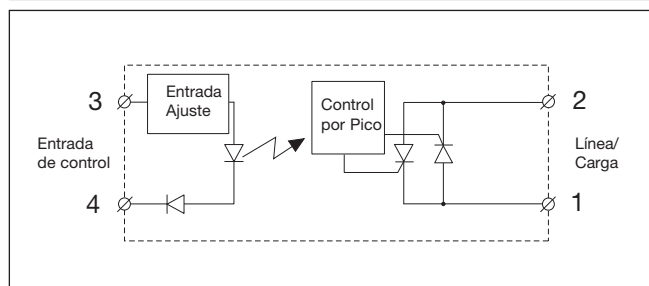 3
Entrada
Ajuste
Control
por Pico
2
Entrada
de control
Línea/
Carga
4
1